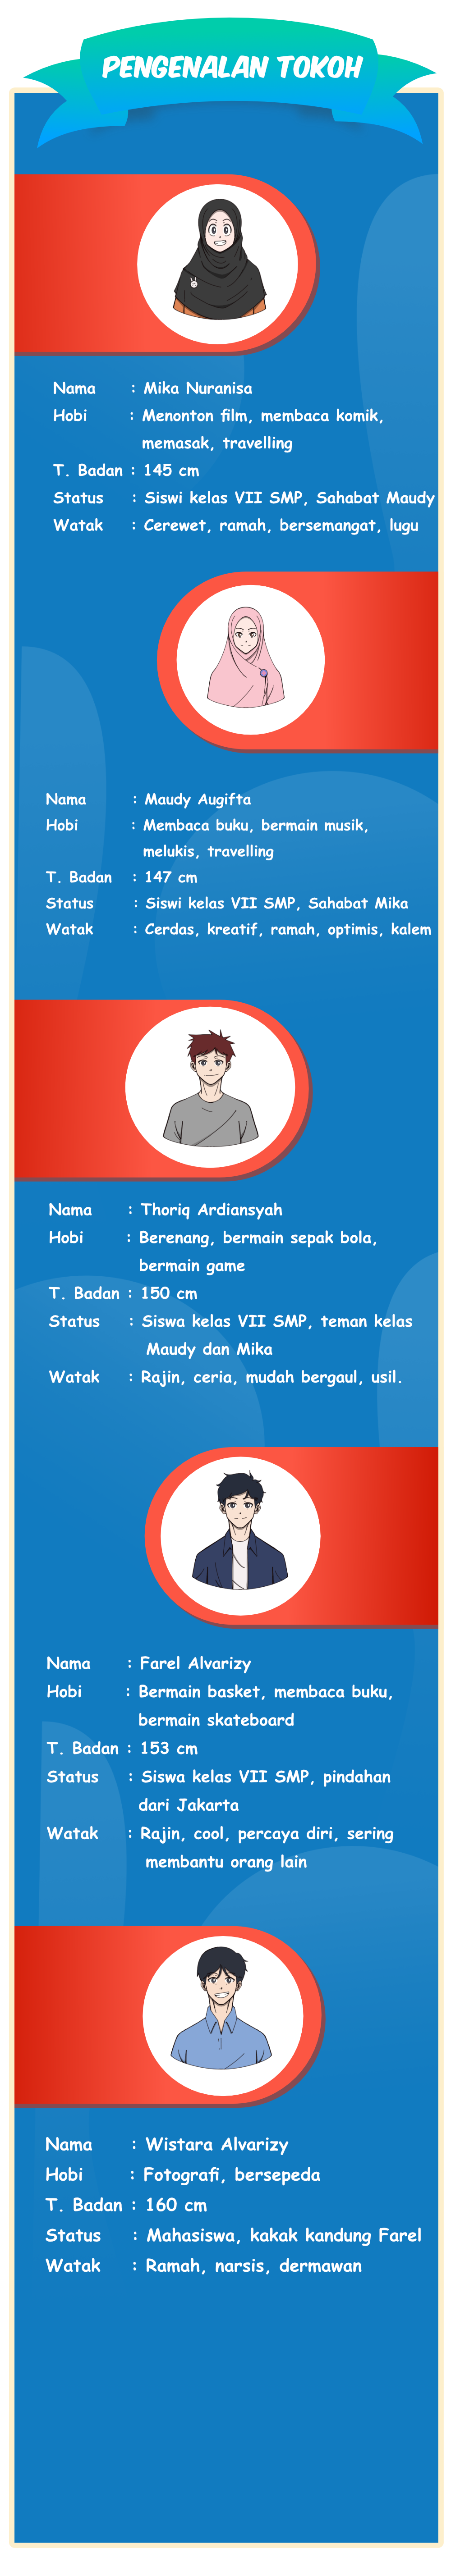 PENGENALAN TOKOH
Nama : Mika Nuranisa
Hobi : Menonton film, membaca komik,
memasak, travelling
T. Badan : 145 cm
Status : Siswi kelas VII SMP, Sahabat Maudy
Watak : Cerewet, ramah, bersemangat, lugu
Nama : Maudy Augifta
Hobi : Membaca buku, bermain musik,
melukis, travelling
T. Badan : 147 cm
Status : Siswi kelas VII SMP, Sahabat Mika
Watak : Cerdas, kreatif, ramah, optimis, kalem
Nama : Thoriq Ardiansyah
Hobi : Berenang, bermain sepak bola,
bermain game
T. Badan : 150 cm
Status : Siswa kelas VII SMP, teman kelas
Maudy dan Mika
Watak : Rajin, ceria, mudah bergaul, usil.
Nama : Farel Alvarizy
Hobi : Bermain basket, membaca buku,
bermain skateboard
T. Badan : 153 cm
Status : Siswa kelas VII SMP, pindahan
dari Jakarta
Watak : Rajin, cool, percaya diri, sering
membantu orang lain
Nama : Wistara Alvarizy
Hobi : Fotografi, bersepeda
T. Badan : 160 cm
Status : Mahasiswa, kakak kandung Farel
Watak : Ramah, narsis, dermawan